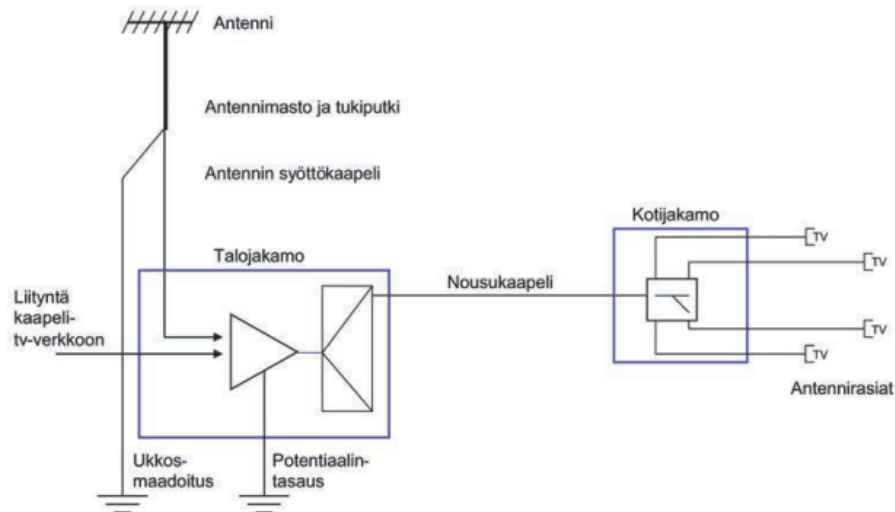 Antenni
Antennimasto ja tukiputki
Antennin syöttökaapeli
Kotijakamo
TV
Talojakamo
TV
Liityntä
kaapeli-
tv-verkkoon
Nousukaapeli
TV
TV
Antennirasiat
Ukkos-
maadoitus
Potentiaalin-
tasaus